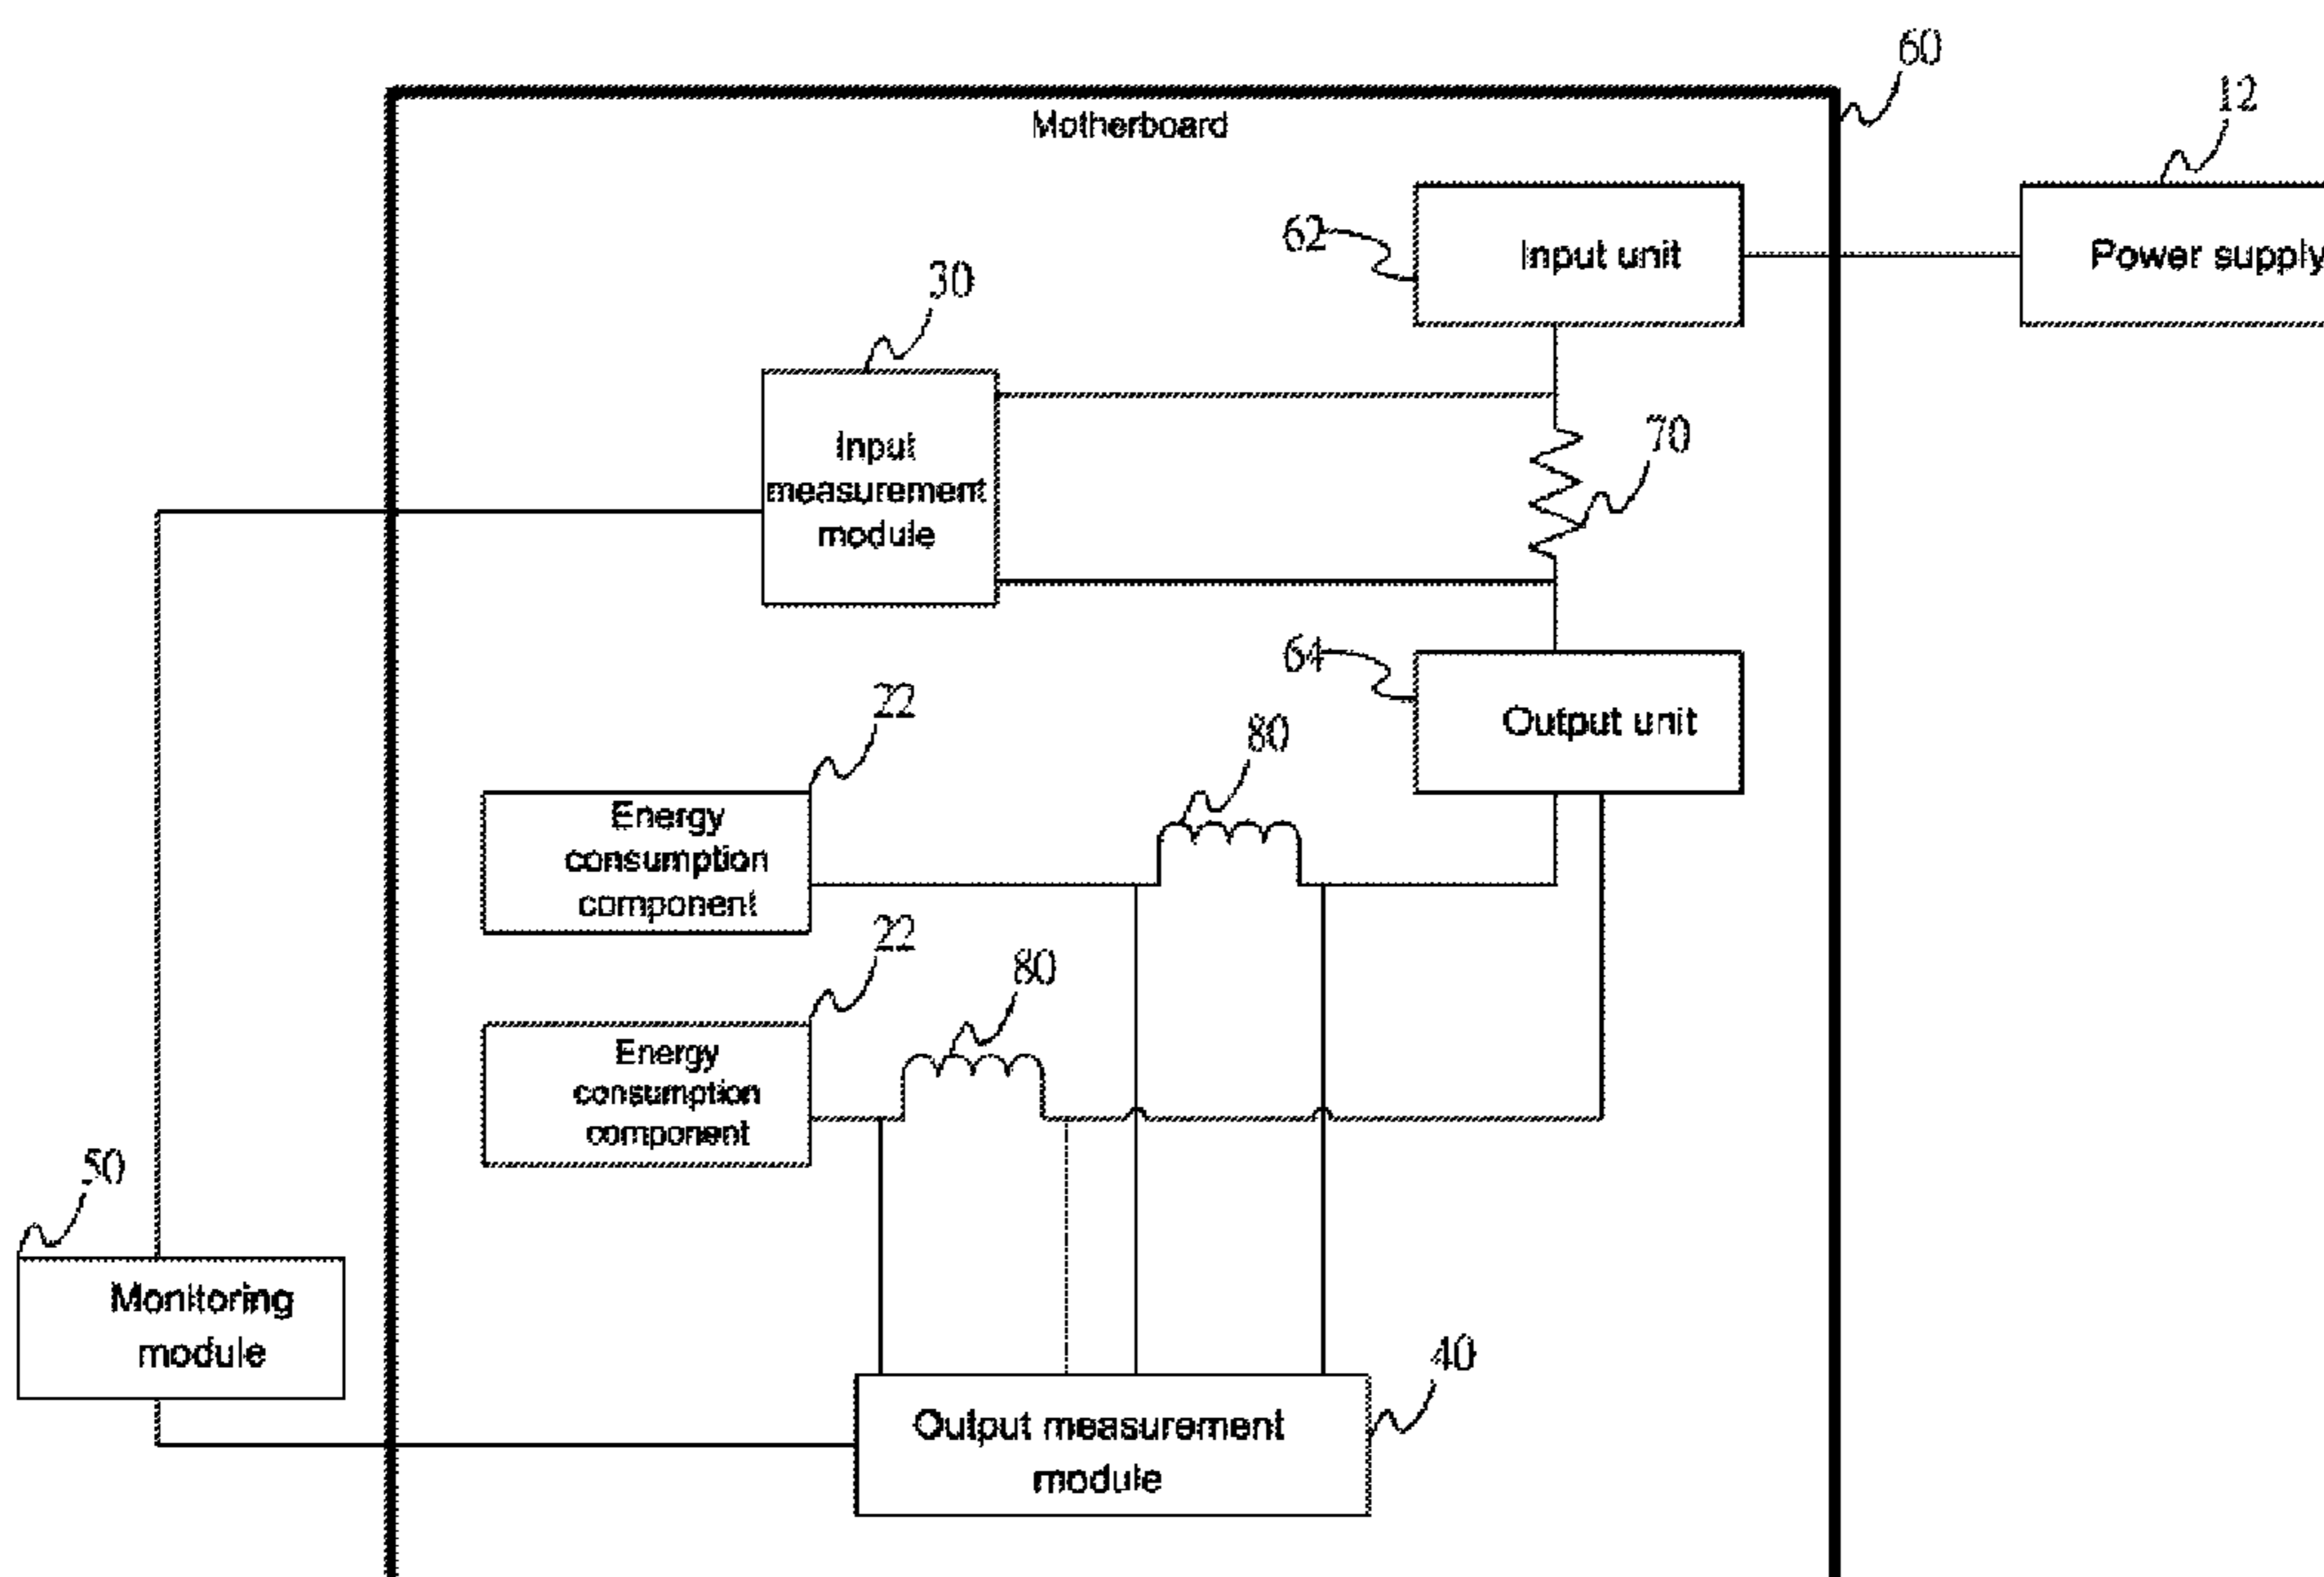 60
Motherboard
12
62
Input unit
Power supply
30
Input
measurement
module
70
64
Output unit
22
80
Energy
consumption
component
22
80
Energy
consumption
component
50
Monitoring
module
40
Output measurement
module